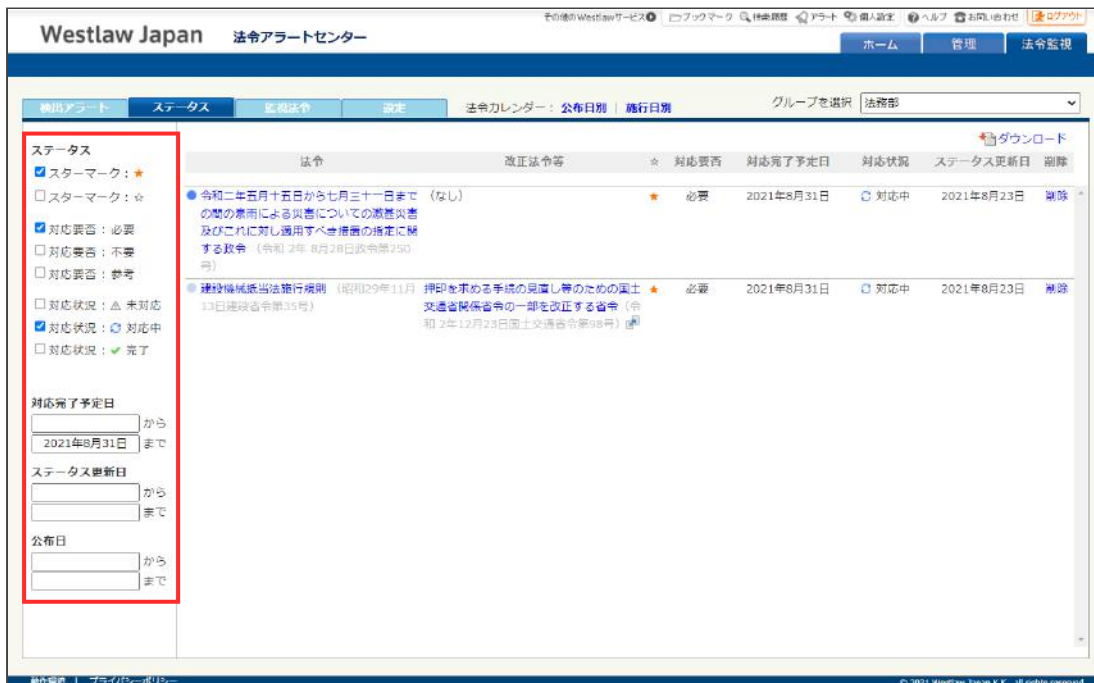 その他のWestlawサービス ブックマーク 検索履歴 アラート 個人設定 ヘルプ お問い合わせ ログアウト
Westlaw Japan 法令アラートセンター
ホーム 管理 法令監視
検出アラート ステータス 監視法令 設定 法令カレンダー： 公布日別 | 施行日別 グループを選択 法務部
ダウンロード
ステータス
法令 改正法令等 ☆ 対応要否 対応完了予定日 対応状況 ステータス更新日 削除
スターマーク：★
スターマーク：☆
対応要否：必要
対応要否：不要
対応要否：参考
対応状況：⚠ 未対応
対応状況： 対応中
対応状況：✔ 完了
令和二年五月十五日から七月三十一日まで （なし） ★ 必要 2021年8月31日 対応中 2021年8月23日 削除
の間の豪雨による災害についての激甚災害
及びこれに対し適用すべき措置の指定に関
する政令 （令和 2年 8月28日政令第250
号）
建設機械抵当法施行規則 （昭和29年11月 押印を求める手続の見直し等のための国土 ★ 必要 2021年8月31日 対応中 2021年8月23日 削除
13日建設省令第35号） 交通省関係省令の一部を改正する省令（令
和 2年12月23日国土交通省令第98号）
対応完了予定日
から
2021年8月31日 まで
ステータス更新日
から
まで
公布日
から
まで
動作環境 | プライバシーポリシー © 2021 Westlaw Japan K.K. all rights reserved